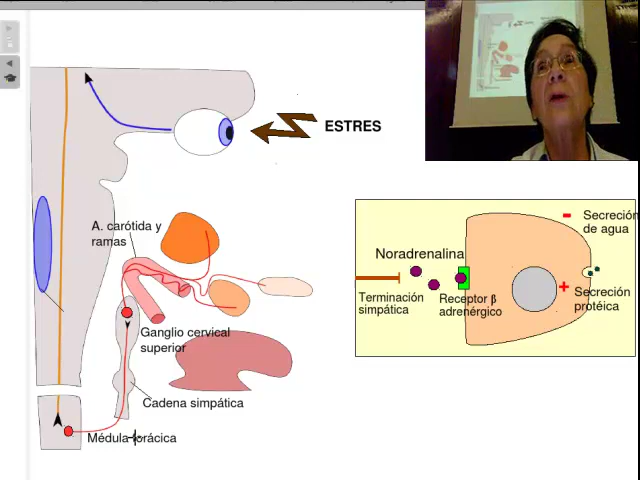 ESTRES
A. carótida y
ramas
Ganglio cervical
superior
Cadena simpática
Médula torácica
Secreción
de agua
Noradrenalina
Terminación
simpática
Receptor β
adrenérgico
Secreción
protéica